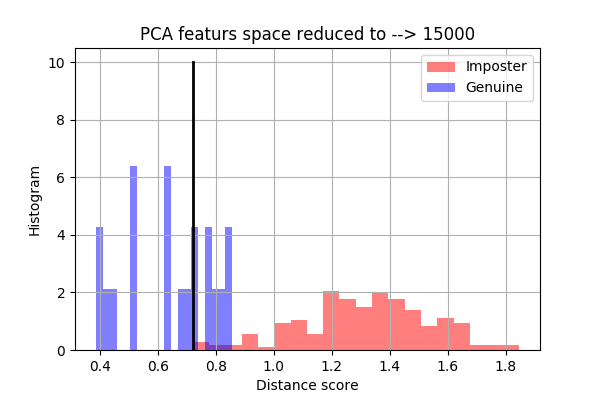 PCA featurs space reduced to --> 15000
Imposter
Genuine
10
8
6
4
2
0
Histogram
0.4 0.6 0.8 1.0 1.2 1.4 1.6 1.8
Distance score